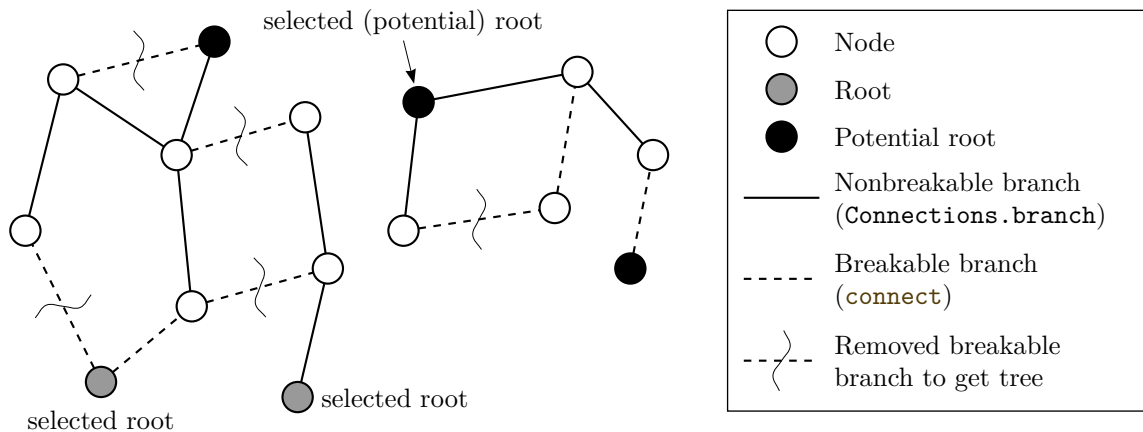 selected (potential) root
selected root
selected root
Node
Root
Potential root
Nonbreakable branch
(Connections.branch)
Breakable branch
(connect)
Removed breakable
branch to get tree